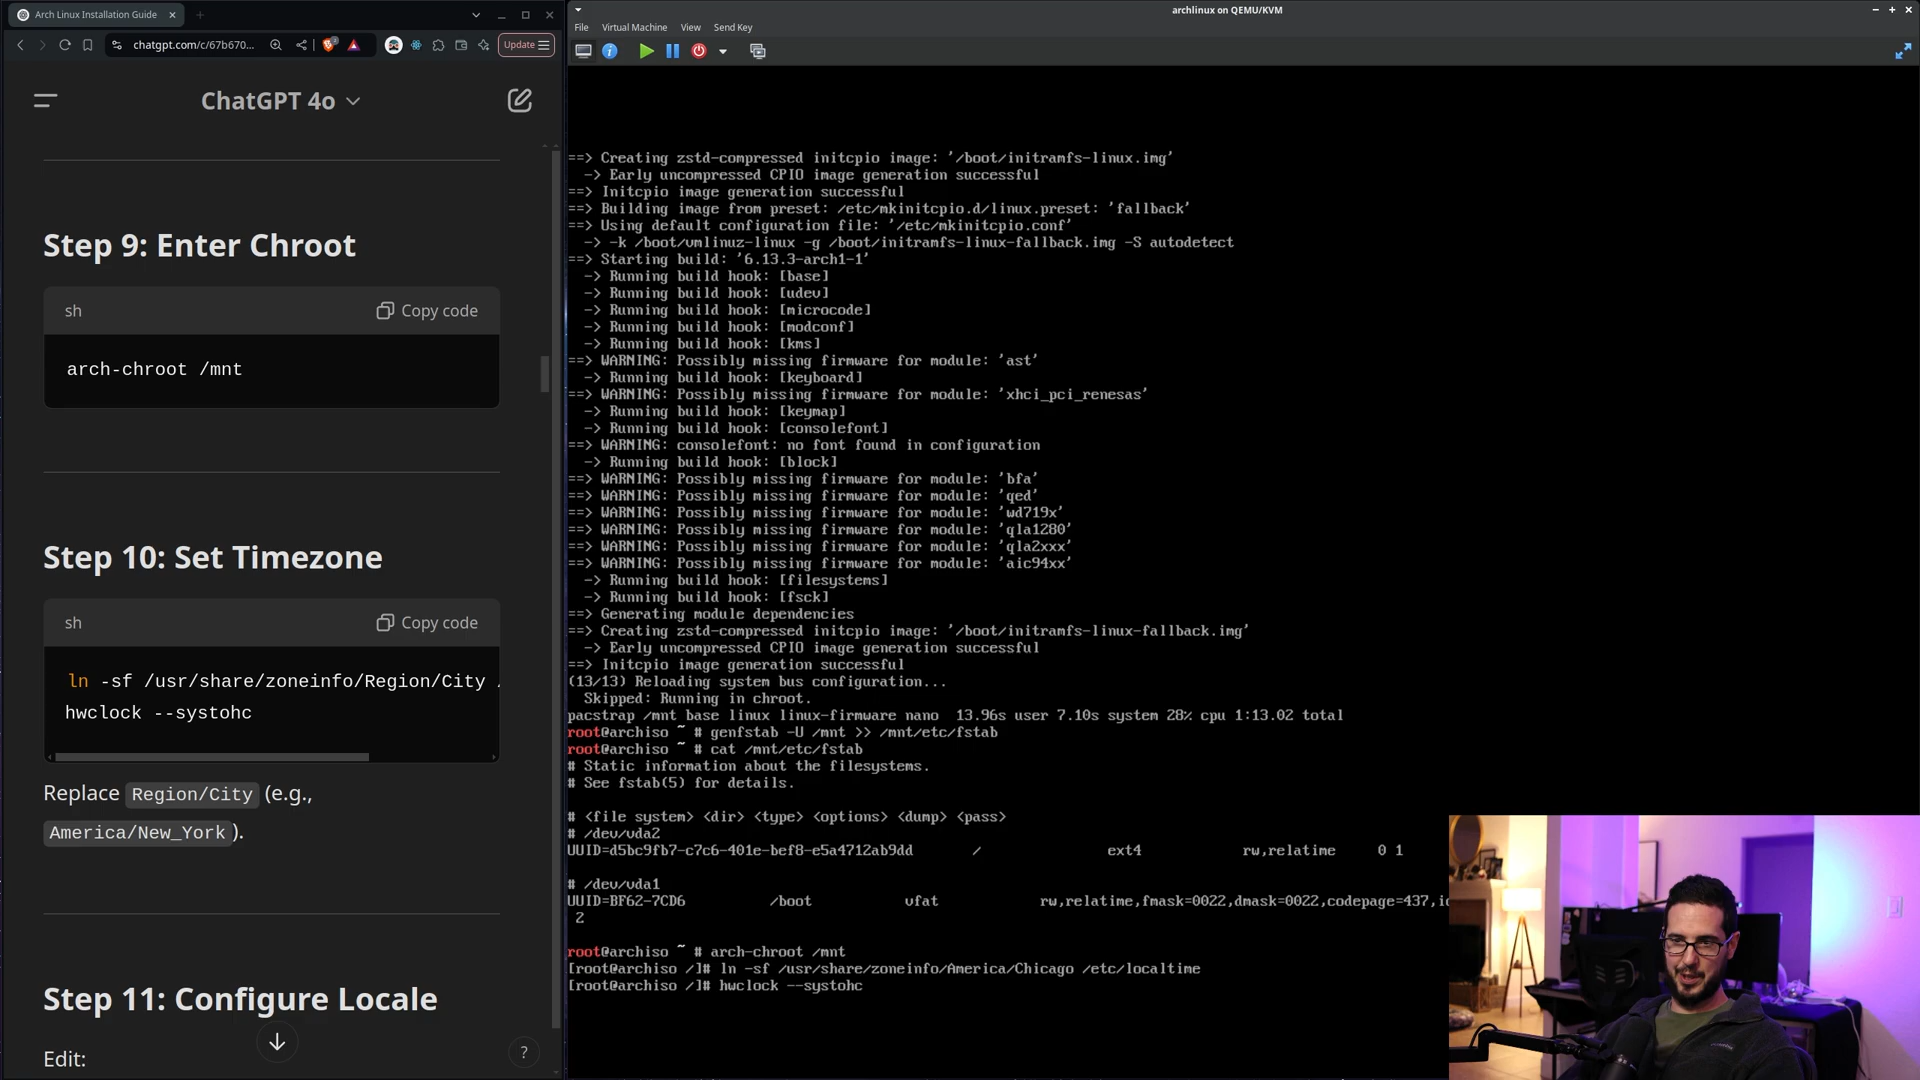 Arch Linux Installation Guide
chatgpt.com/c/67b670...
Update
ChatGPT 4o
Step 9: Enter Chroot
sh
Copy code
arch-chroot /mnt
Step 10: Set Timezone
sh
Copy code
ln -sf /usr/share/zoneinfo/Region/City /
hwclock --systohc
Replace Region/City (e.g.,
America/New_York).
Step 11: Configure Locale
Edit:
?
archlinux on QEMU/KVM
File Virtual Machine View Send Key
==> Creating zstd-compressed initcpio image: '/boot/initramfs-linux.img'
-> Early uncompressed CPIO image generation successful
==> Initcpio image generation successful
==> Building image from preset: /etc/mkinitcpio.d/linux.preset: 'fallback'
==> Using default configuration file: '/etc/mkinitcpio.conf'
-> -k /boot/vmlinuz-linux -g /boot/initramfs-linux-fallback.img -S autodetect
==> Starting build: '6.13.3-arch1-1'
-> Running build hook: [base]
-> Running build hook: [udev]
-> Running build hook: [microcode]
-> Running build hook: [modconf]
-> Running build hook: [kms]
==> WARNING: Possibly missing firmware for module: 'ast'
-> Running build hook: [keyboard]
==> WARNING: Possibly missing firmware for module: 'xhci_pci_renesas'
-> Running build hook: [keymap]
-> Running build hook: [consolefont]
==> WARNING: consolefont: no font found in configuration
-> Running build hook: [block]
==> WARNING: Possibly missing firmware for module: 'bfa'
==> WARNING: Possibly missing firmware for module: 'qed'
==> WARNING: Possibly missing firmware for module: 'wd719x'
==> WARNING: Possibly missing firmware for module: 'qla1280'
==> WARNING: Possibly missing firmware for module: 'qla2xxx'
==> WARNING: Possibly missing firmware for module: 'aic94xx'
-> Running build hook: [filesystems]
-> Running build hook: [fsck]
==> Generating module dependencies
==> Creating zstd-compressed initcpio image: '/boot/initramfs-linux-fallback.img'
-> Early uncompressed CPIO image generation successful
==> Initcpio image generation successful
(13/13) Reloading system bus configuration...
Skipped: Running in chroot.
pacstrap /mnt base linux linux-firmware nano 13.96s user 7.10s system 28% cpu 1:13.02 total
root@archiso ~ # genfstab -U /mnt >> /mnt/etc/fstab
root@archiso ~ # cat /mnt/etc/fstab
# Static information about the filesystems.
# See fstab(5) for details.
# <file system> <dir> <type> <options> <dump> <pass>
# /dev/vda2
UUID=d5bc9fb7-c7c6-401e-bef8-e5a4712ab9dd / ext4 rw,relatime 0 1
# /dev/vda1
UUID=BF62-7CD6 /boot vfat rw,relatime,fmask=0022,dmask=0022,codepage=437,io
2
root@archiso ~ # arch-chroot /mnt
[root@archiso /]# ln -sf /usr/share/zoneinfo/America/Chicago /etc/localtime
[root@archiso /]# hwclock --systohc